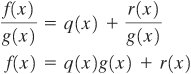 f(x)/g(x) = q(x) + r(x)/g(x)
f(x) = q(x)g(x) + r(x)